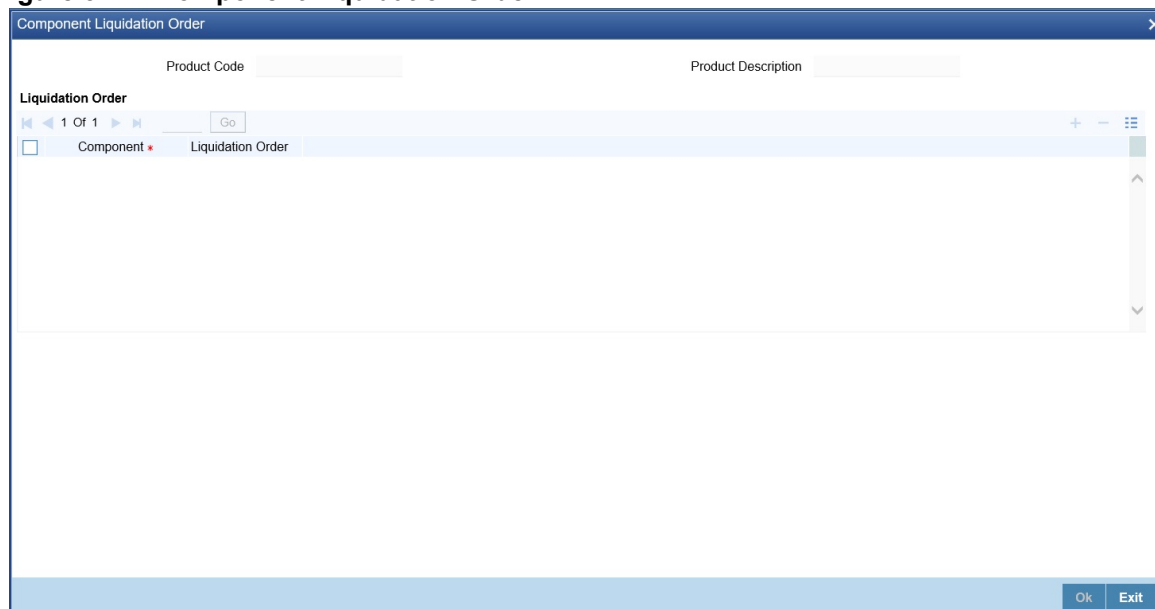 Component Liquidation Order
Product Code
Product Description
Liquidation Order
1 Of 1
Go
Component *
Liquidation Order
Ok
Exit